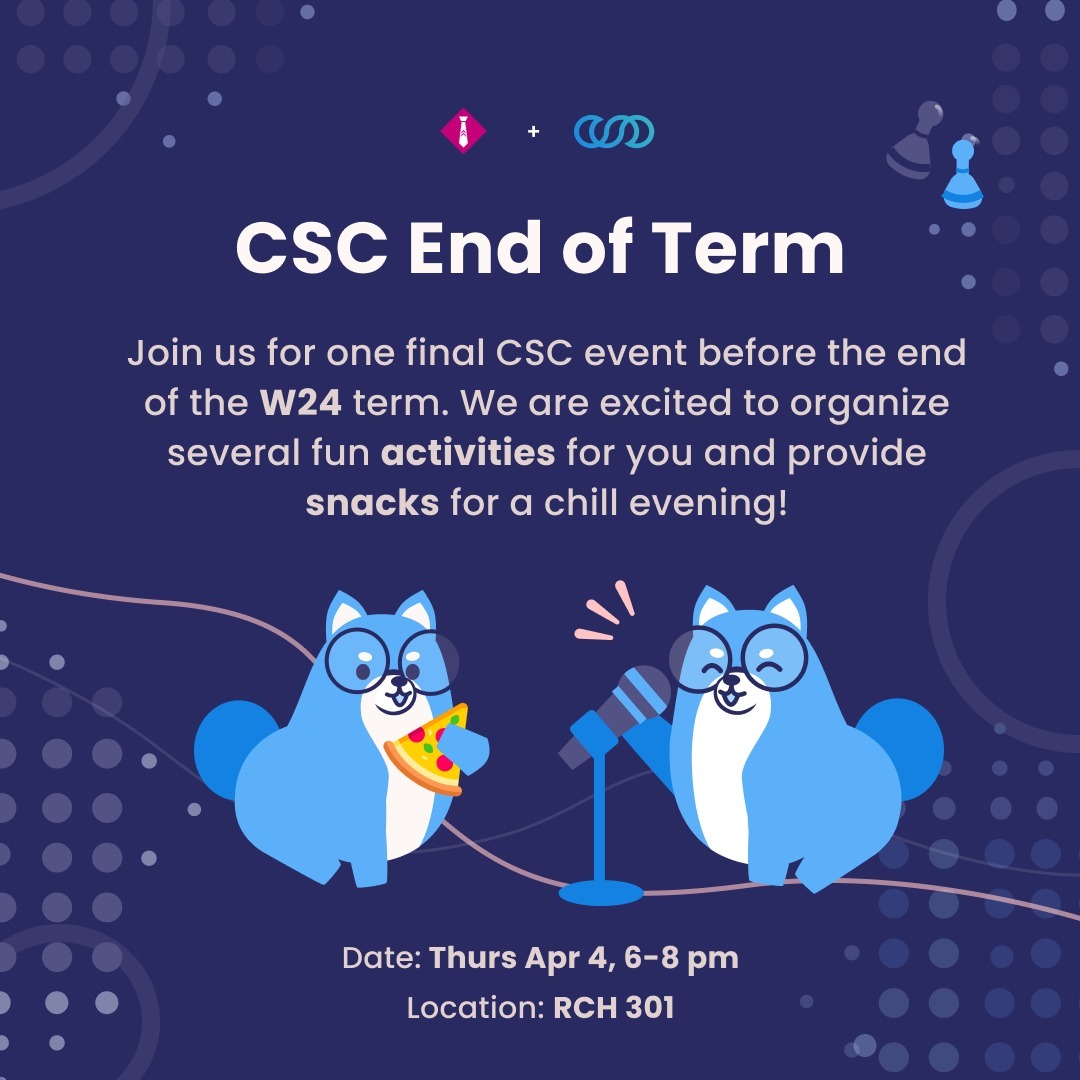 +
CSC End of Term
Join us for one final CSC event before the end
of the W24 term. We are excited to organize
several fun activities for you and provide
snacks for a chill evening!
Date: Thurs Apr 4, 6-8 pm
Location: RCH 301